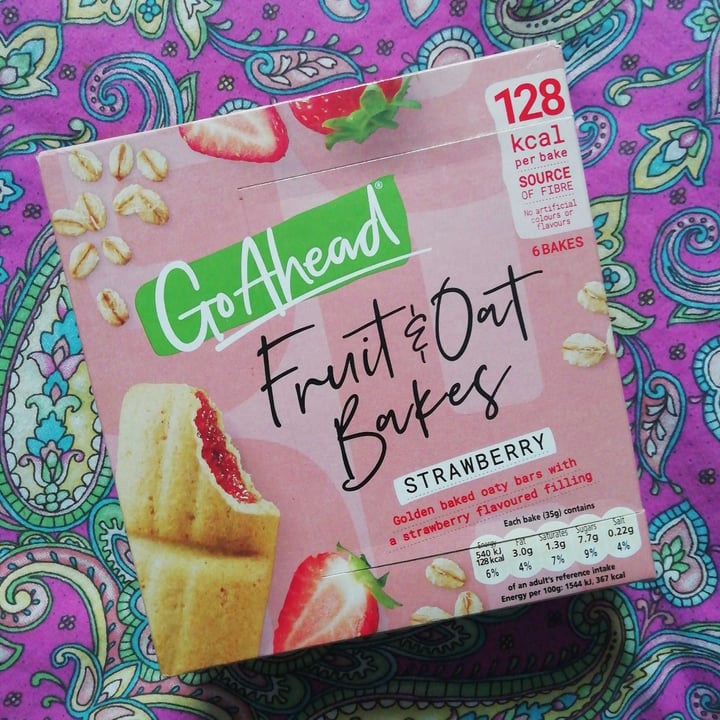 128
kcal
per bake
SOURCE
OF FIBRE
No artificial
colours or
flavours
6 BAKES
GoAhead®
Fruit & Oat
Bakes
STRAWBERRY
Golden baked oaty bars with
a strawberry flavoured filling
Each bake (35g) contains
Energy Fat Saturates Sugars Salt
540 kJ 3.0g 1.3g 7.7g 0.22g
128 kcal
6% 4% 7% 9% 4%
of an adult's reference intake
Energy per 100g: 1544 kJ, 367 kcal